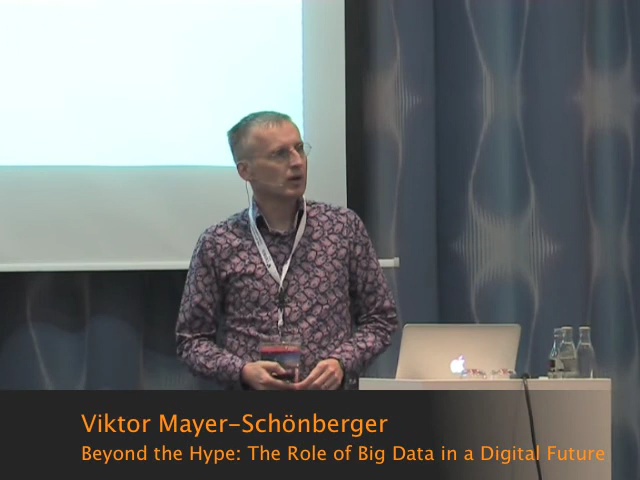 Viktor Mayer-Schönberger
Beyond the Hype: The Role of Big Data in a Digital Future